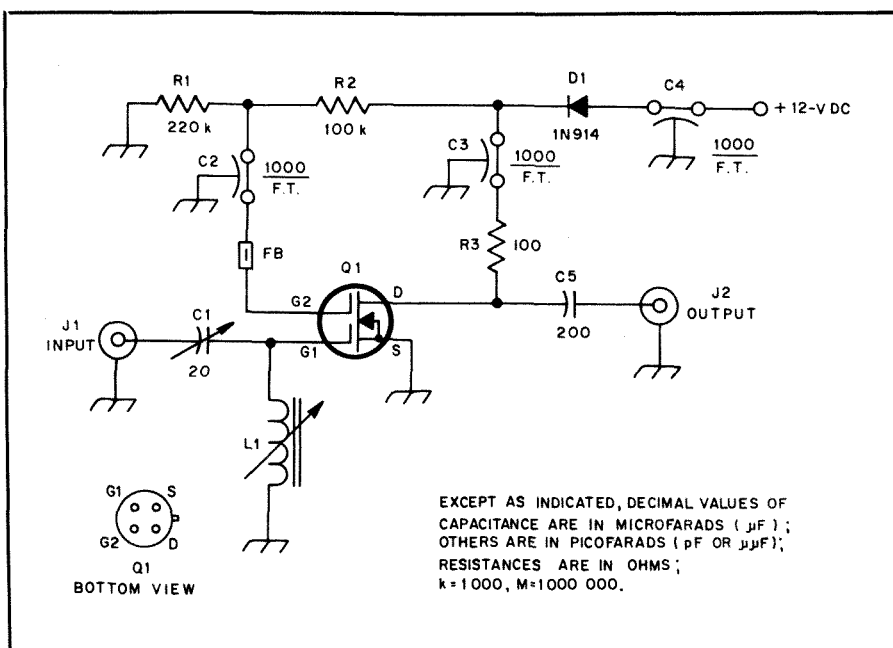 R1
220 k
R2
100 k
D1
1N914
C4
1000
F.T.
+ 12-V DC
C2
1000
F.T.
C3
1000
F.T.
FB
R3
100
Q1
G2
D
G1
S
C5
200
J2
OUTPUT
J1
INPUT
C1
20
L1
G1
S
G2
D
Q1
BOTTOM VIEW
EXCEPT AS INDICATED, DECIMAL VALUES OF
CAPACITANCE ARE IN MICROFARADS ( µF ) ;
OTHERS ARE IN PICOFARADS ( pF OR µµF);
RESISTANCES ARE IN OHMS ;
k=1000, M=1000 000.